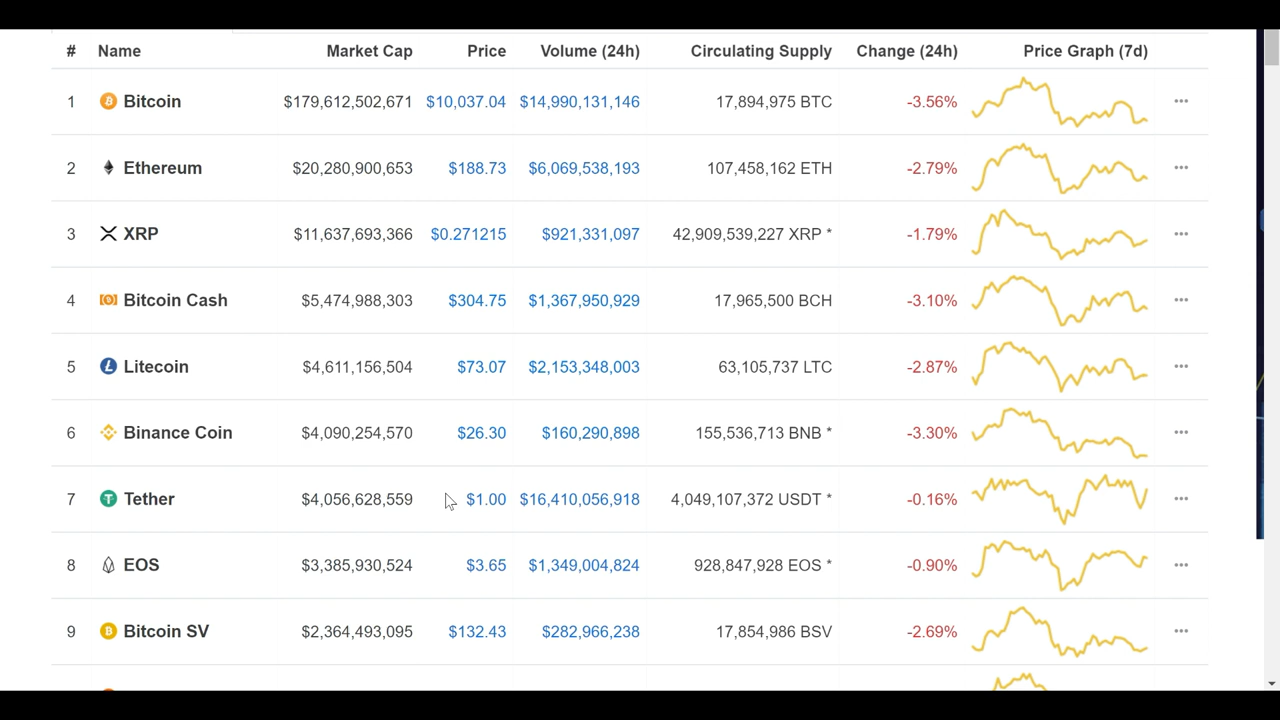 # Name Market Cap Price Volume (24h) Circulating Supply Change (24h) Price Graph (7d)
1 Bitcoin $179,612,502,671 $10,037.04 $14,990,131,146 17,894,975 BTC -3.56%
2 Ethereum $20,280,900,653 $188.73 $6,069,538,193 107,458,162 ETH -2.79%
3 XRP $11,637,693,366 $0.271215 $921,331,097 42,909,539,227 XRP * -1.79%
4 Bitcoin Cash $5,474,988,303 $304.75 $1,367,950,929 17,965,500 BCH -3.10%
5 Litecoin $4,611,156,504 $73.07 $2,153,348,003 63,105,737 LTC -2.87%
6 Binance Coin $4,090,254,570 $26.30 $160,290,898 155,536,713 BNB * -3.30%
7 Tether $4,056,628,559 $1.00 $16,410,056,918 4,049,107,372 USDT * -0.16%
8 EOS $3,385,930,524 $3.65 $1,349,004,824 928,847,928 EOS * -0.90%
9 Bitcoin SV $2,364,493,095 $132.43 $282,966,238 17,854,986 BSV -2.69%